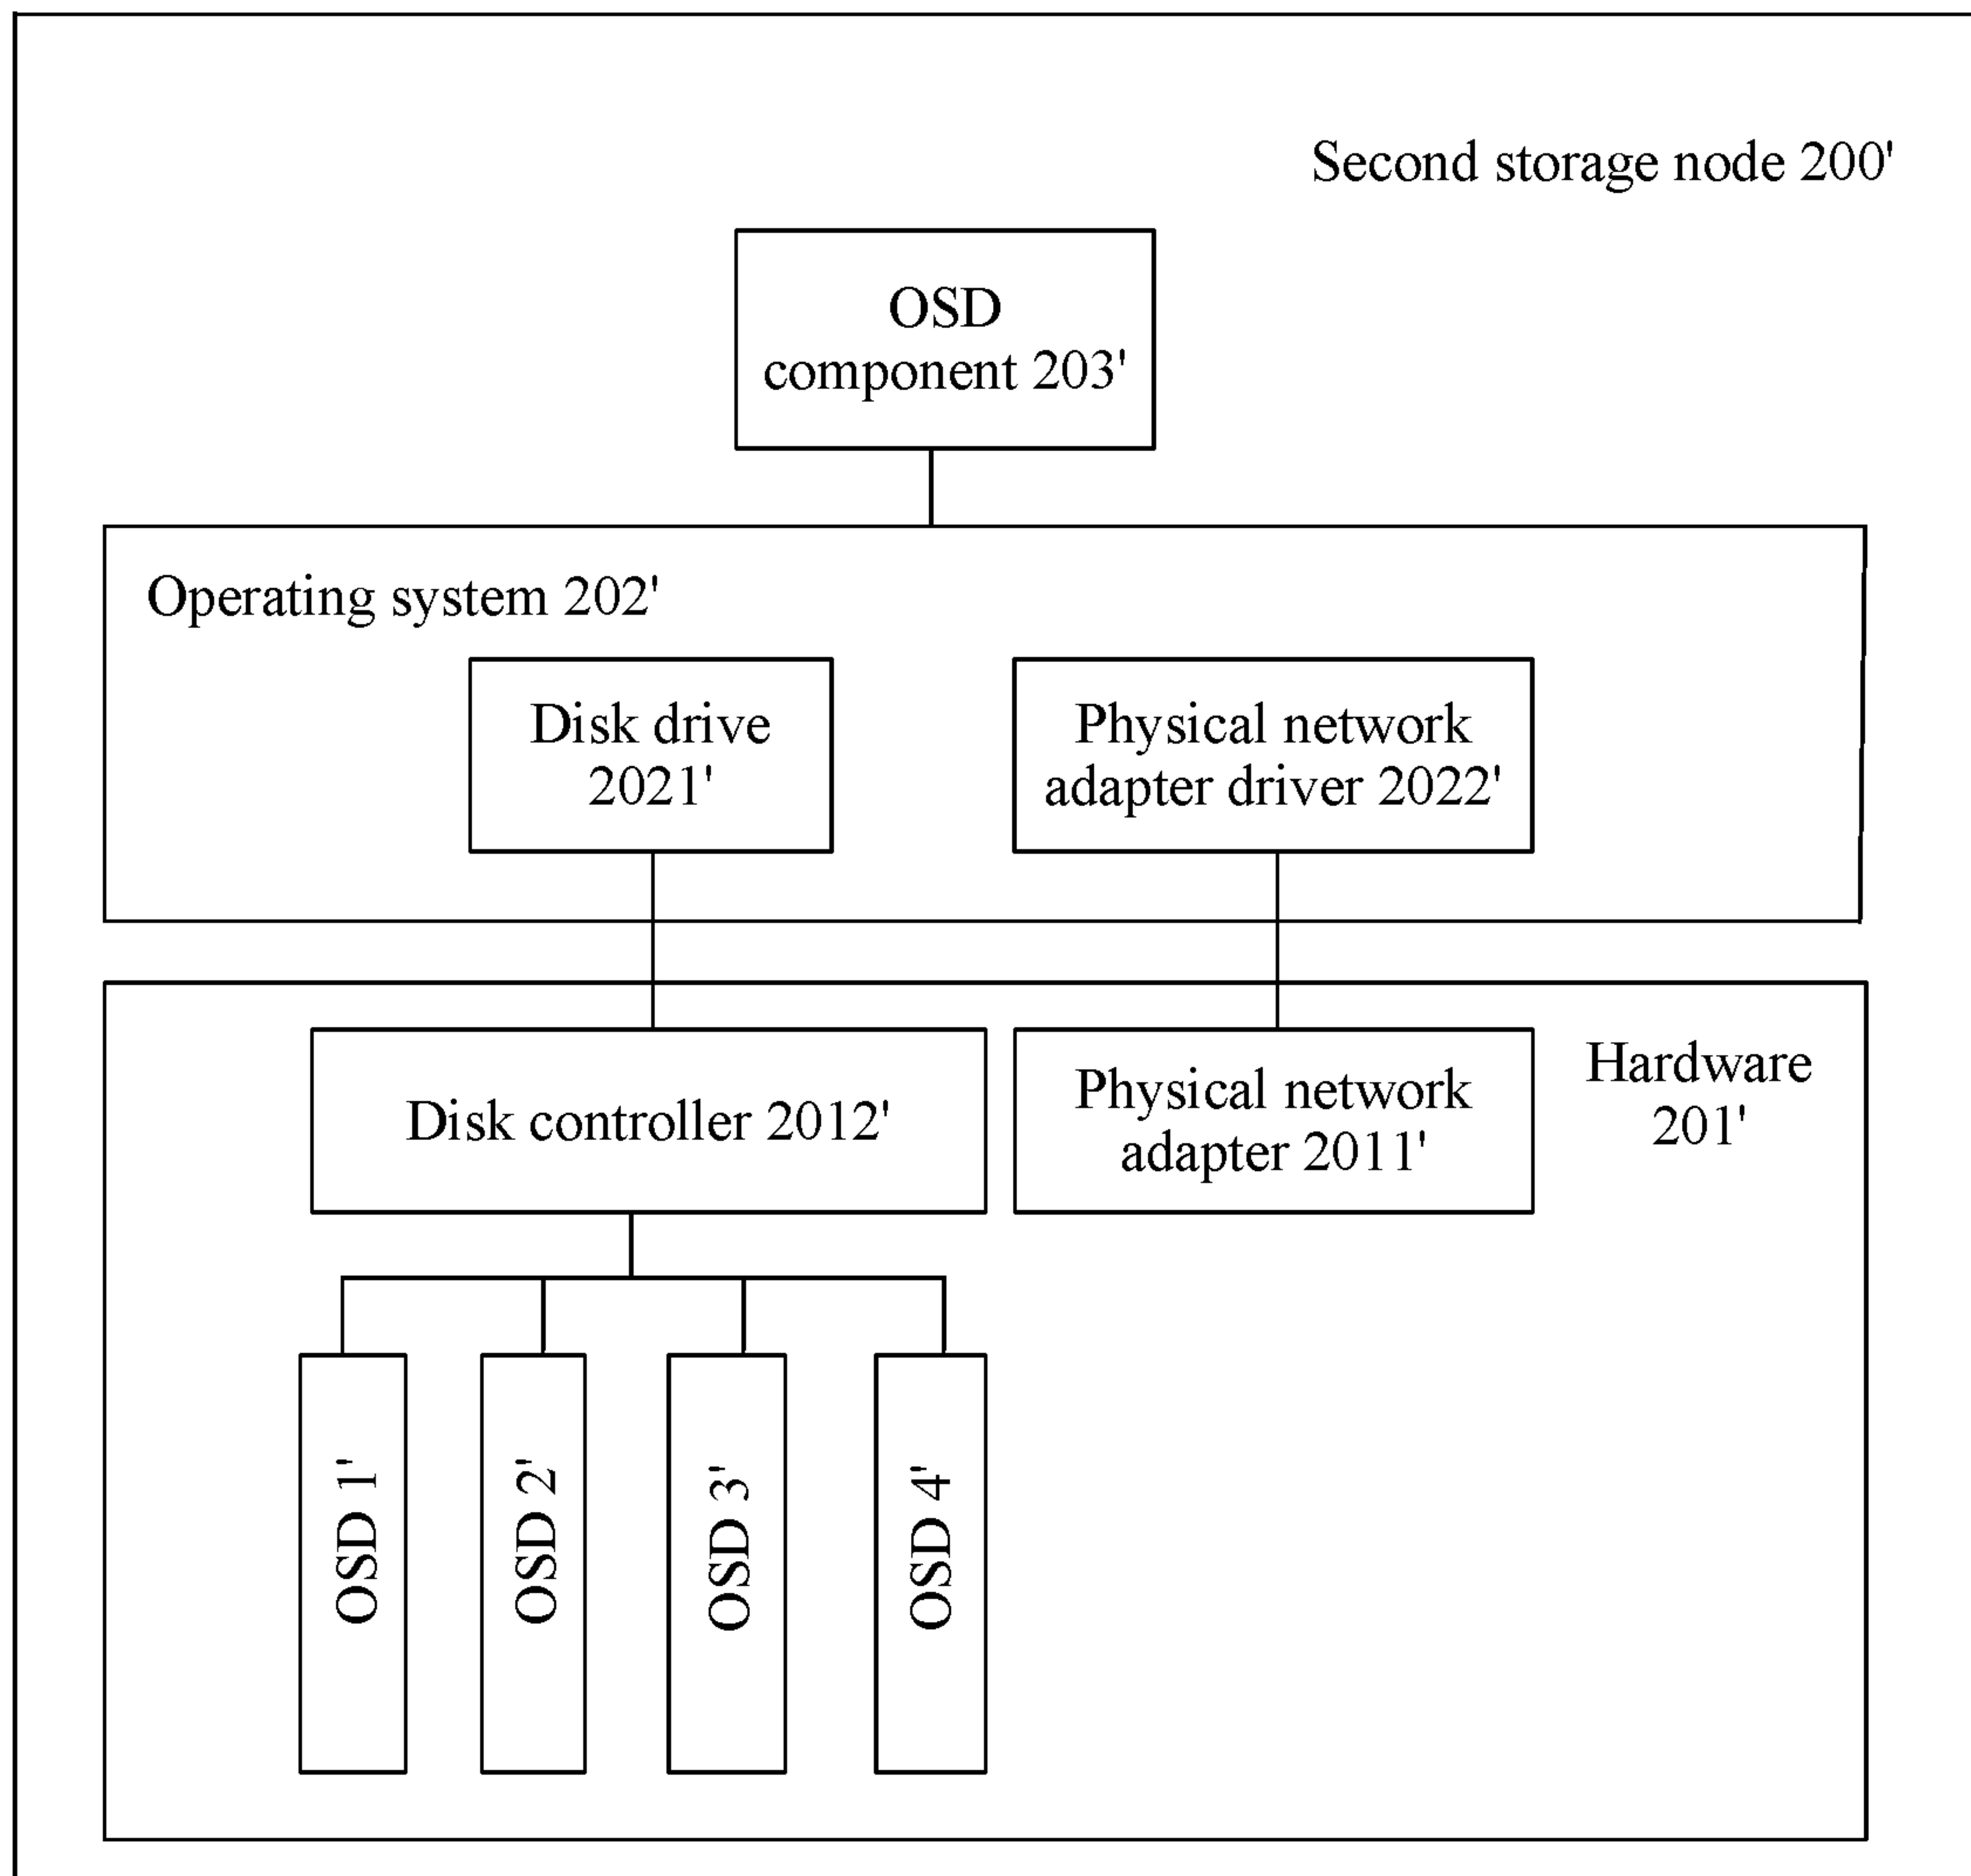 Second storage node 200'
OSD
component 203'
Operating system 202'
Disk drive
2021'
Physical network
adapter driver 2022'
Disk controller 2012'
Physical network
adapter 2011'
Hardware
201'
OSD 1'
OSD 2'
OSD 3'
OSD 4'